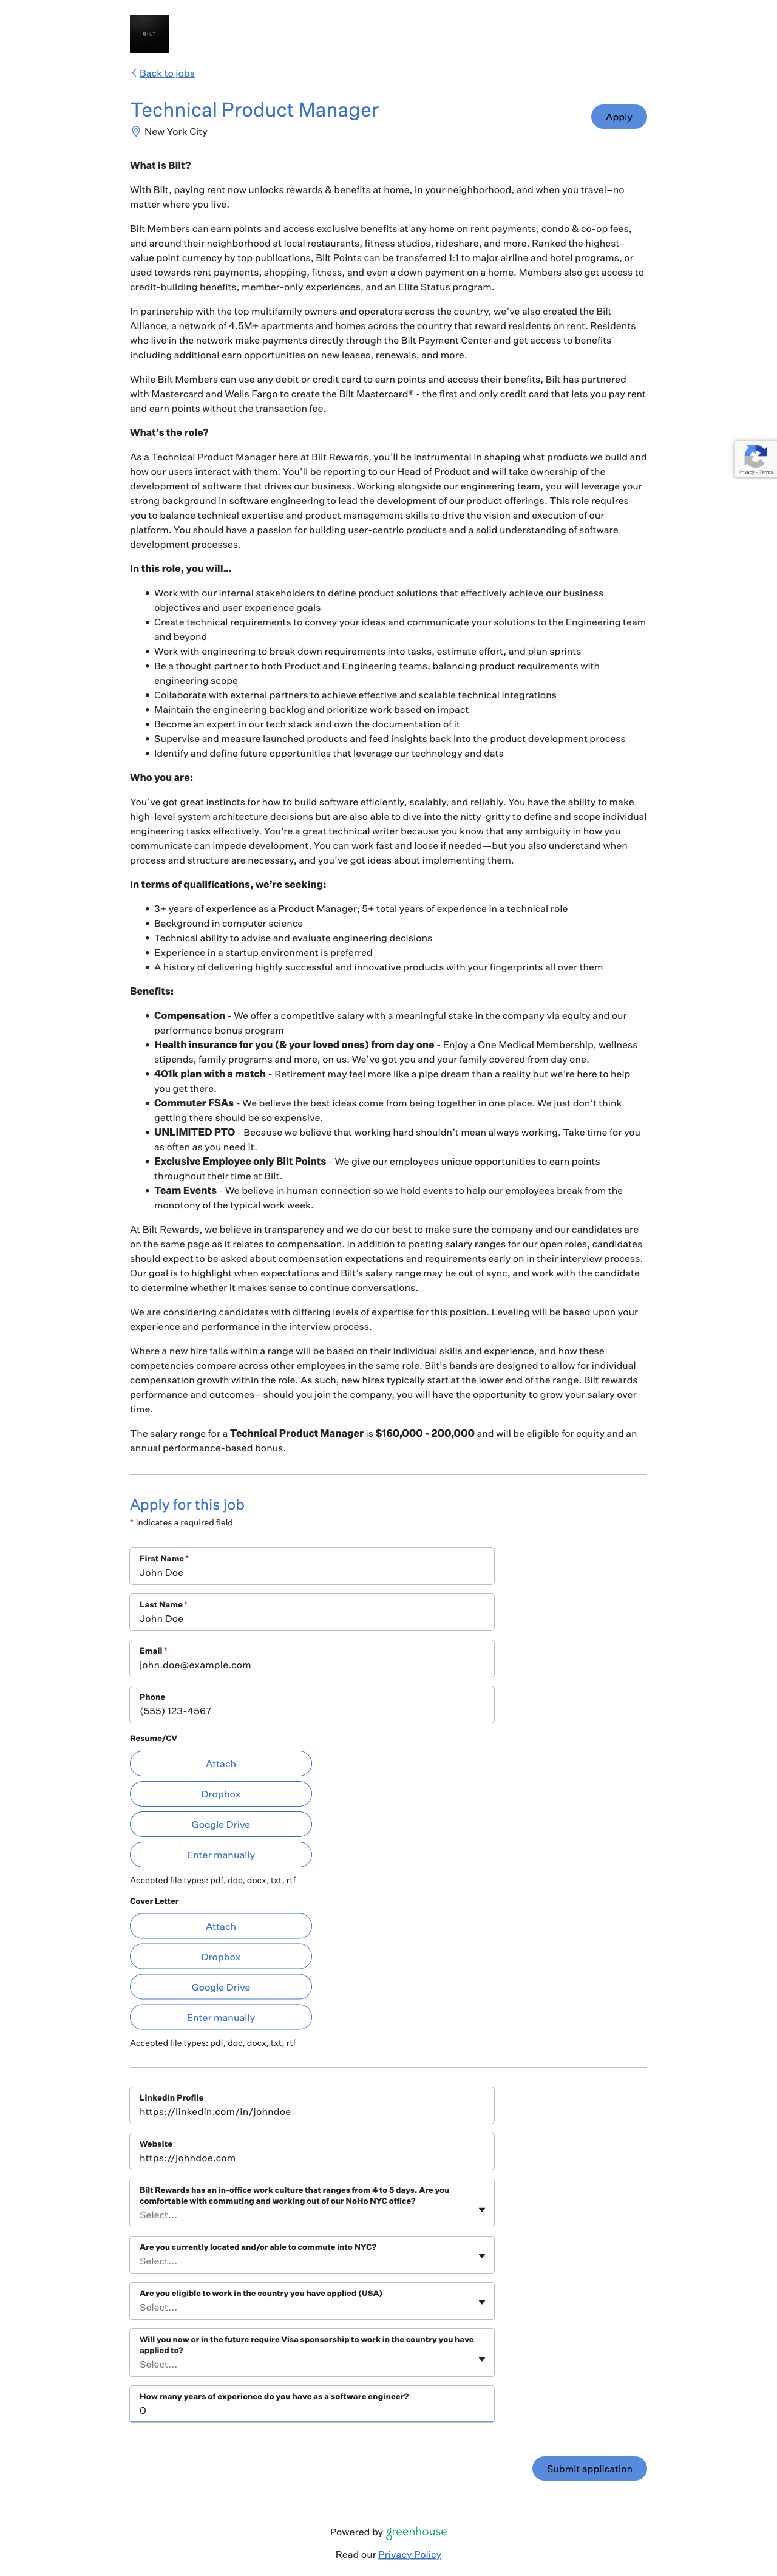 BILT
Back to jobs
Technical Product Manager
Apply
New York City
What is Bilt?
With Bilt, paying rent now unlocks rewards & benefits at home, in your neighborhood, and when you travel–no
matter where you live.
Bilt Members can earn points and access exclusive benefits at any home on rent payments, condo & co-op fees,
and around their neighborhood at local restaurants, fitness studios, rideshare, and more. Ranked the highest-
value point currency by top publications, Bilt Points can be transferred 1:1 to major airline and hotel programs, or
used towards rent payments, shopping, fitness, and even a down payment on a home. Members also get access to
credit-building benefits, member-only experiences, and an Elite Status program.
In partnership with the top multifamily owners and operators across the country, we've also created the Bilt
Alliance, a network of 4.5M+ apartments and homes across the country that reward residents on rent. Residents
who live in the network make payments directly through the Bilt Payment Center and get access to benefits
including additional earn opportunities on new leases, renewals, and more.
While Bilt Members can use any debit or credit card to earn points and access their benefits, Bilt has partnered
with Mastercard and Wells Fargo to create the Bilt Mastercard® - the first and only credit card that lets you pay rent
and earn points without the transaction fee.
What's the role?
As a Technical Product Manager here at Bilt Rewards, you'll be instrumental in shaping what products we build and
how our users interact with them. You'll be reporting to our Head of Product and will take ownership of the
development of software that drives our business. Working alongside our engineering team, you will leverage your
strong background in software engineering to lead the development of our product offerings. This role requires
you to balance technical expertise and product management skills to drive the vision and execution of our
platform. You should have a passion for building user-centric products and a solid understanding of software
development processes.
Privacy - Terms
In this role, you will…
• Work with our internal stakeholders to define product solutions that effectively achieve our business
objectives and user experience goals
• Create technical requirements to convey your ideas and communicate your solutions to the Engineering team
and beyond
• Work with engineering to break down requirements into tasks, estimate effort, and plan sprints
• Be a thought partner to both Product and Engineering teams, balancing product requirements with
engineering scope
• Collaborate with external partners to achieve effective and scalable technical integrations
• Maintain the engineering backlog and prioritize work based on impact
• Become an expert in our tech stack and own the documentation of it
• Supervise and measure launched products and feed insights back into the product development process
• Identify and define future opportunities that leverage our technology and data
Who you are:
You've got great instincts for how to build software efficiently, scalably, and reliably. You have the ability to make
high-level system architecture decisions but are also able to dive into the nitty-gritty to define and scope individual
engineering tasks effectively. You're a great technical writer because you know that any ambiguity in how you
communicate can impede development. You can work fast and loose if needed—but you also understand when
process and structure are necessary, and you've got ideas about implementing them.
In terms of qualifications, we're seeking:
• 3+ years of experience as a Product Manager; 5+ total years of experience in a technical role
• Background in computer science
• Technical ability to advise and evaluate engineering decisions
• Experience in a startup environment is preferred
• A history of delivering highly successful and innovative products with your fingerprints all over them
Benefits:
• Compensation - We offer a competitive salary with a meaningful stake in the company via equity and our
performance bonus program
• Health insurance for you (& your loved ones) from day one - Enjoy a One Medical Membership, wellness
stipends, family programs and more, on us. We've got you and your family covered from day one.
• 401k plan with a match - Retirement may feel more like a pipe dream than a reality but we're here to help
you get there.
• Commuter FSAs - We believe the best ideas come from being together in one place. We just don't think
getting there should be so expensive.
• UNLIMITED PTO - Because we believe that working hard shouldn't mean always working. Take time for you
as often as you need it.
• Exclusive Employee only Bilt Points - We give our employees unique opportunities to earn points
throughout their time at Bilt.
• Team Events - We believe in human connection so we hold events to help our employees break from the
monotony of the typical work week.
At Bilt Rewards, we believe in transparency and we do our best to make sure the company and our candidates are
on the same page as it relates to compensation. In addition to posting salary ranges for our open roles, candidates
should expect to be asked about compensation expectations and requirements early on in their interview process.
Our goal is to highlight when expectations and Bilt's salary range may be out of sync, and work with the candidate
to determine whether it makes sense to continue conversations.
We are considering candidates with differing levels of expertise for this position. Leveling will be based upon your
experience and performance in the interview process.
Where a new hire falls within a range will be based on their individual skills and experience, and how these
competencies compare across other employees in the same role. Bilt's bands are designed to allow for individual
compensation growth within the role. As such, new hires typically start at the lower end of the range. Bilt rewards
performance and outcomes - should you join the company, you will have the opportunity to grow your salary over
time.
The salary range for a Technical Product Manager is $160,000 - 200,000 and will be eligible for equity and an
annual performance-based bonus.
Apply for this job
* indicates a required field
First Name*
John Doe
Last Name*
John Doe
Email*
john.doe@example.com
Phone
(555) 123-4567
Resume/CV
Attach
Dropbox
Google Drive
Enter manually
Accepted file types: pdf, doc, docx, txt, rtf
Cover Letter
Attach
Dropbox
Google Drive
Enter manually
Accepted file types: pdf, doc, docx, txt, rtf
LinkedIn Profile
https://linkedin.com/in/johndoe
Website
https://johndoe.com
Bilt Rewards has an in-office work culture that ranges from 4 to 5 days. Are you
comfortable with commuting and working out of our NoHo NYC office?
Select...
Are you currently located and/or able to commute into NYC?
Select...
Are you eligible to work in the country you have applied (USA)
Select...
Will you now or in the future require Visa sponsorship to work in the country you have
applied to?
Select...
How many years of experience do you have as a software engineer?
0
Submit application
Powered by greenhouse
Read our Privacy Policy